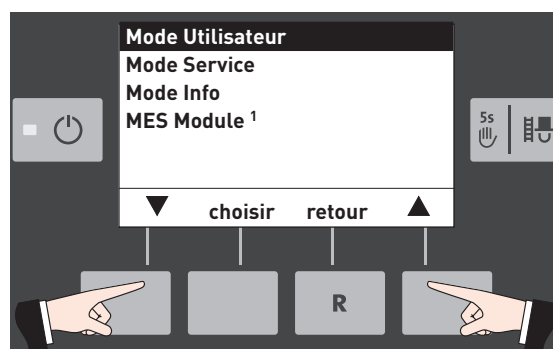 Mode Utilisateur
Mode Service
Mode Info
MES Module ¹
5s
▼ choisir retour ▲
R